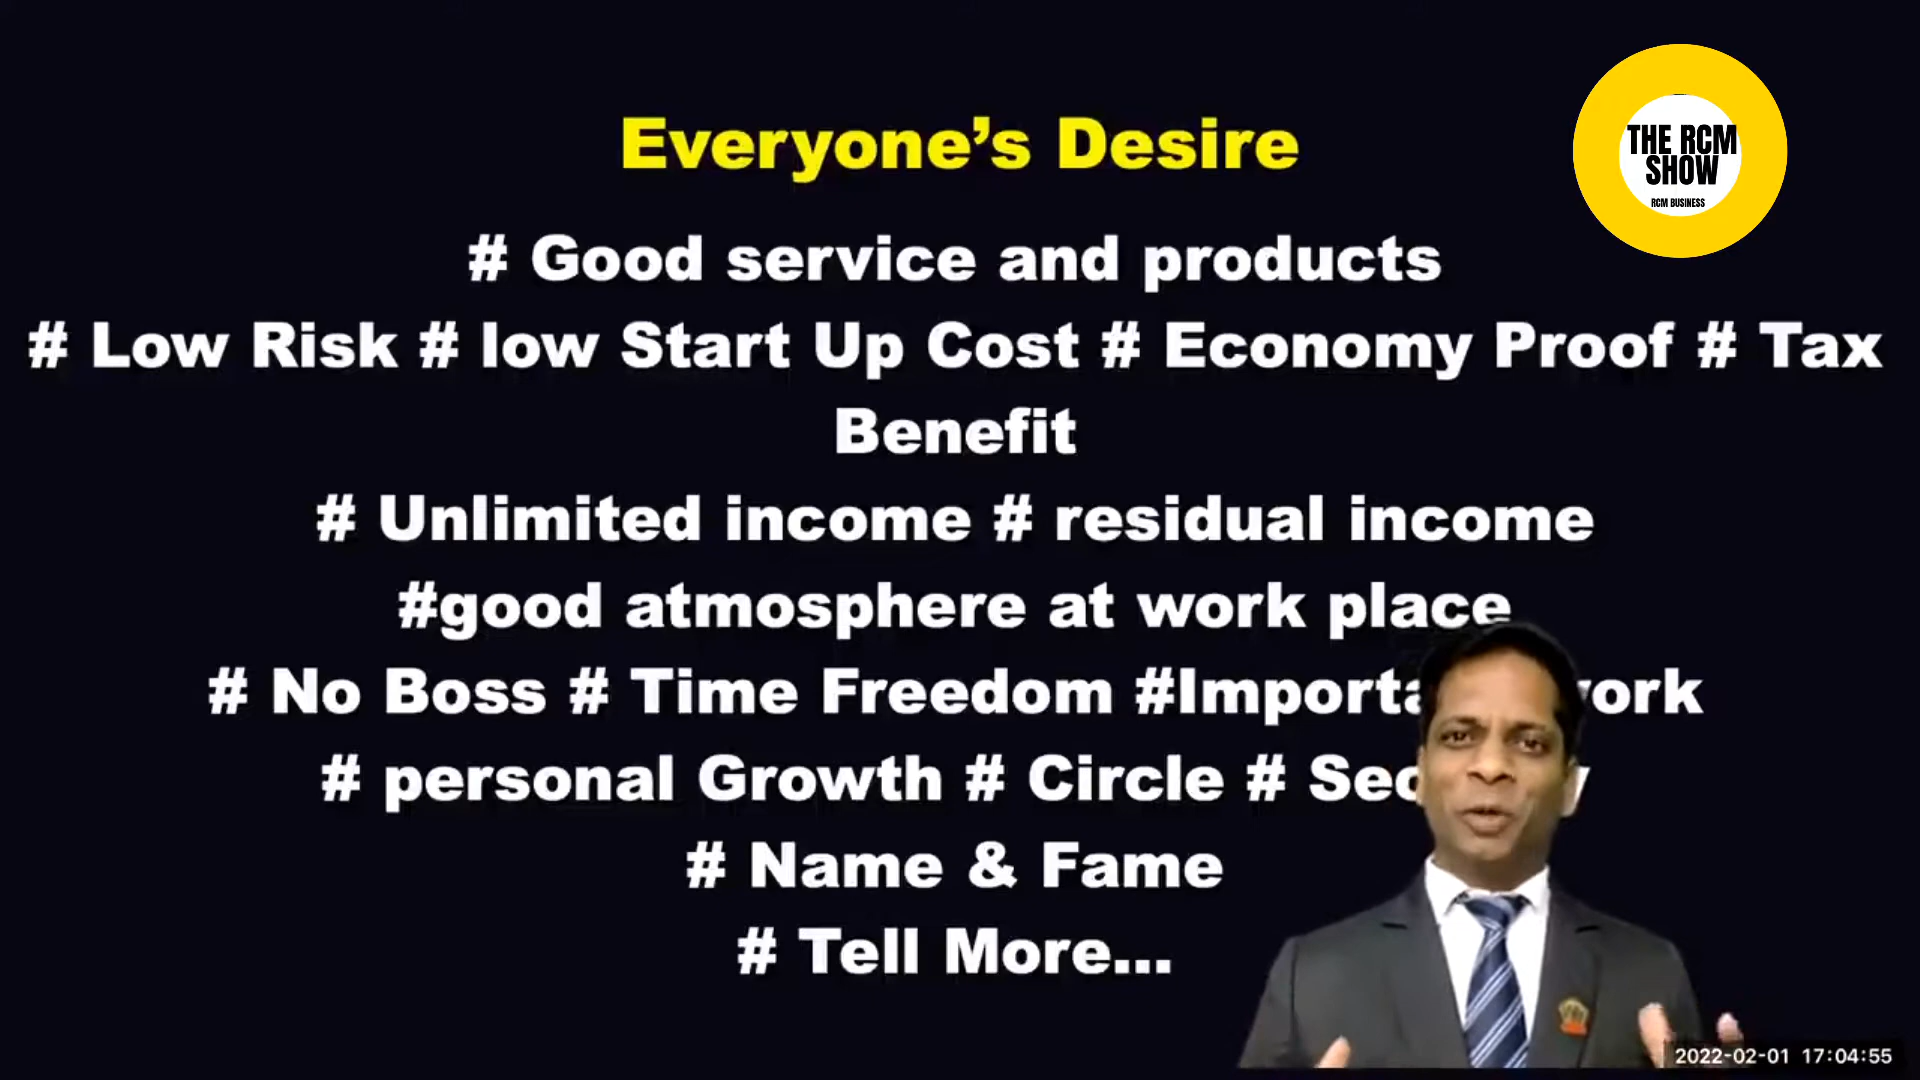 Everyone’s Desire
# Good service and products
# Low Risk # low Start Up Cost # Economy Proof # Tax
Benefit
# Unlimited income # residual income
#good atmosphere at work place
# No Boss # Time Freedom
# personal Growth # Circle #
# Name & Fame
# Tell More...
THE RCM
SHOW
RCM BUSINESS
2022-02-01 17:04:55